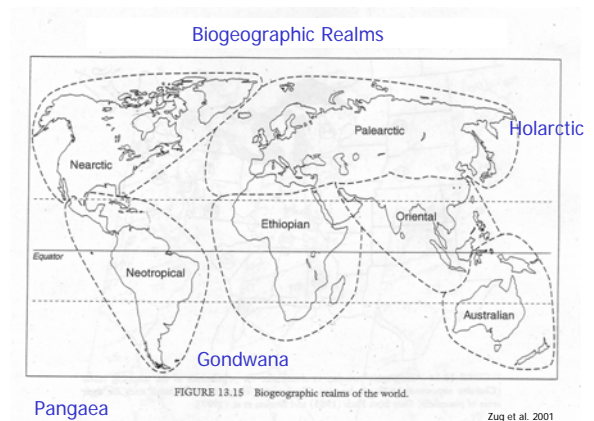 Biogeographic Realms
Palearctic
Holarctic
Nearctic
Ethiopian
Oriental
Equator
Neotropical
Australian
Gondwana
FIGURE 13.15 Biogeographic realms of the world.
Pangaea
Zug et al. 2001